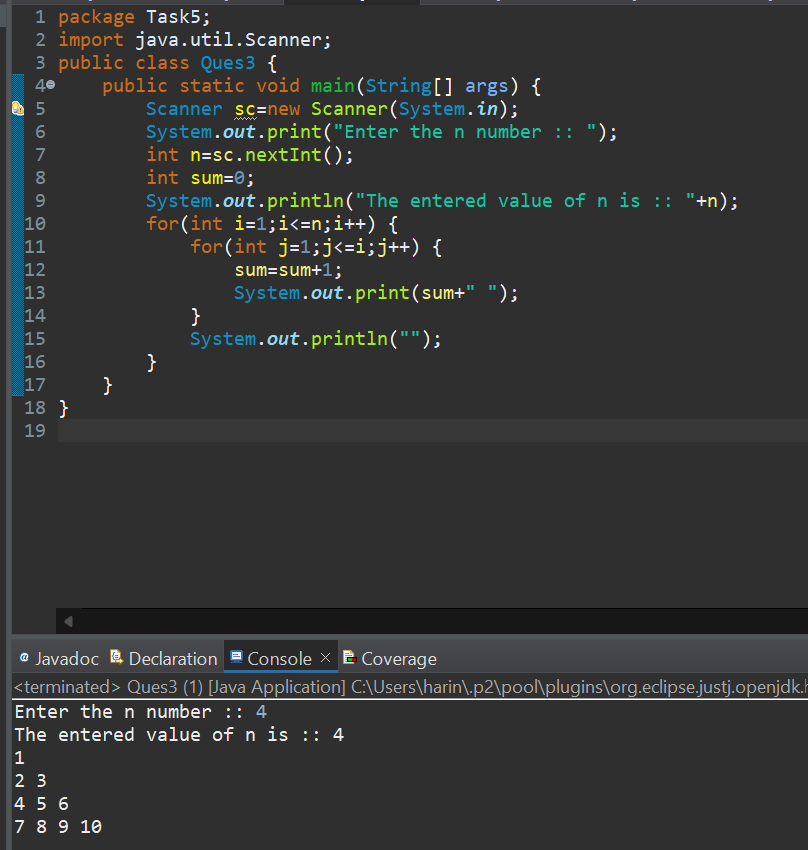 1 package Task5;
2 import java.util.Scanner;
3 public class Ques3 {
4 public static void main(String[] args) {
5 Scanner sc=new Scanner(System.in);
6 System.out.print("Enter the n number :: ");
7 int n=sc.nextInt();
8 int sum=0;
9 System.out.println("The entered value of n is :: "+n);
10 for(int i=1;i<=n;i++) {
11 for(int j=1;j<=i;j++) {
12 sum=sum+1;
13 System.out.print(sum+" ");
14 }
15 System.out.println("");
16 }
17 }
18 }
19
@ Javadoc Declaration Console × Coverage
<terminated> Ques3 (1) [Java Application] C:\Users\harin\.p2\pool\plugins\org.eclipse.justj.openjdk.h
Enter the n number :: 4
The entered value of n is :: 4
1
2 3
4 5 6
7 8 9 10